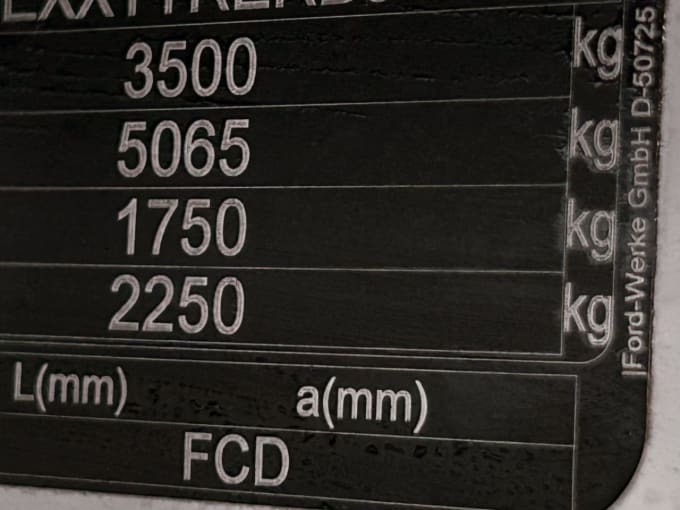 3500 kg
5065 kg
1750 kg
2250 kg
L(mm) a(mm)
FCD
Ford-Werke GmbH D-50725